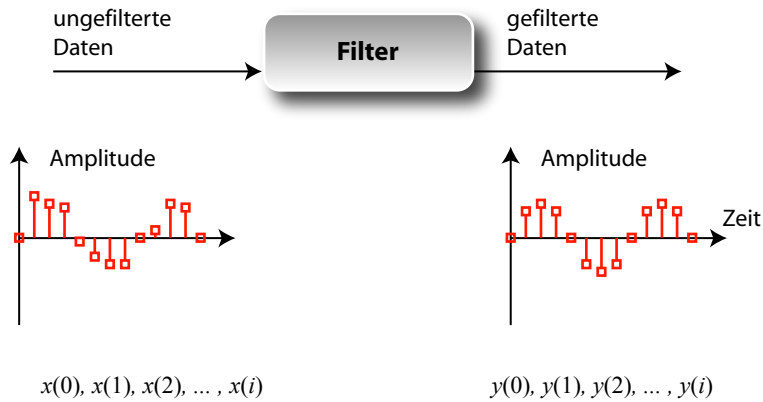 ungefilterte
Daten
Filter
gefilterte
Daten
Amplitude
Amplitude
Zeit
x(0), x(1), x(2), ... , x(i)
y(0), y(1), y(2), ... , y(i)